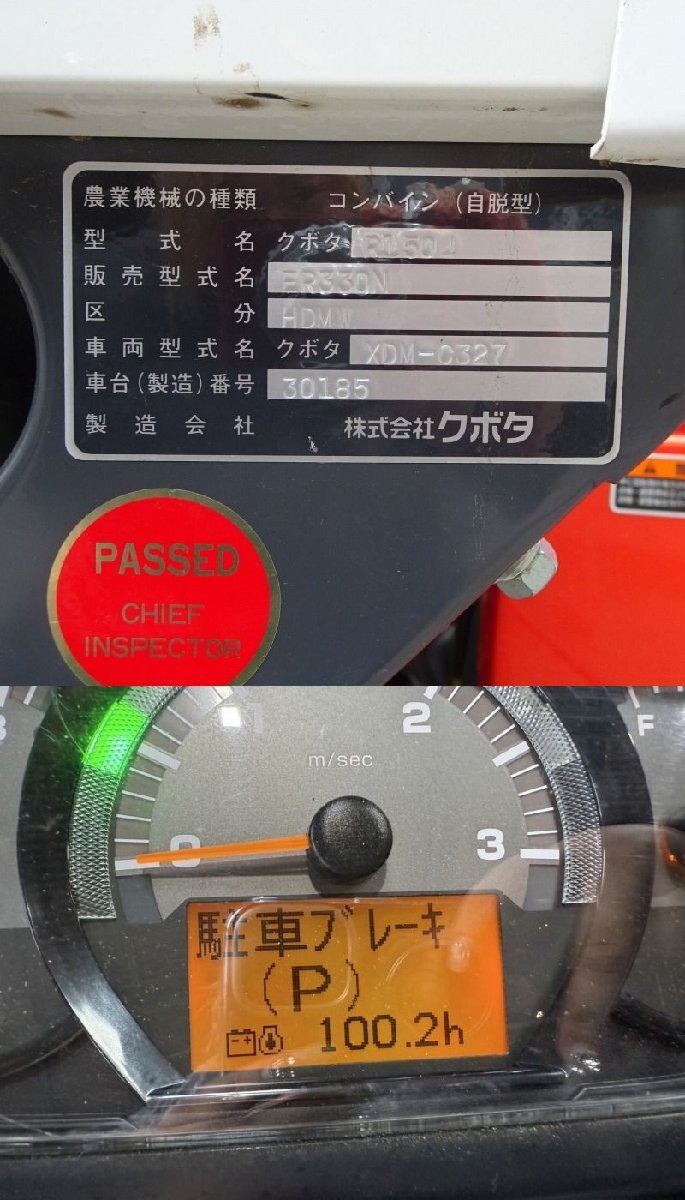 農業機械の種類 コンバイン (自脱型)
型式名 クボタ
販売型式名 ER330N
区分 HDMW
車両型式名 クボタ XDM-C327
車台(製造)番号 30185
製造会社 株式会社クボタ
PASSED
CHIEF
INSPECTOR
1 2 F
m/sec
0 3
駐車ブレーキ
(P)
100.2h